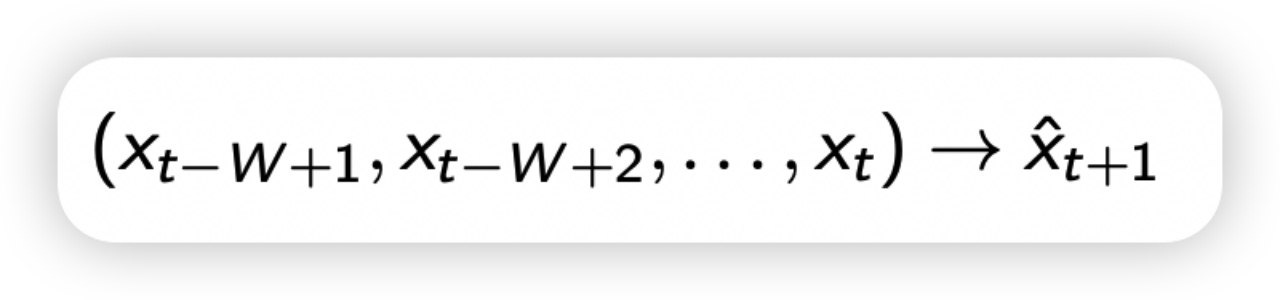 (x_{t−W+1}, x_{t−W+2}, . . . , x_t) → x̂_{t+1}